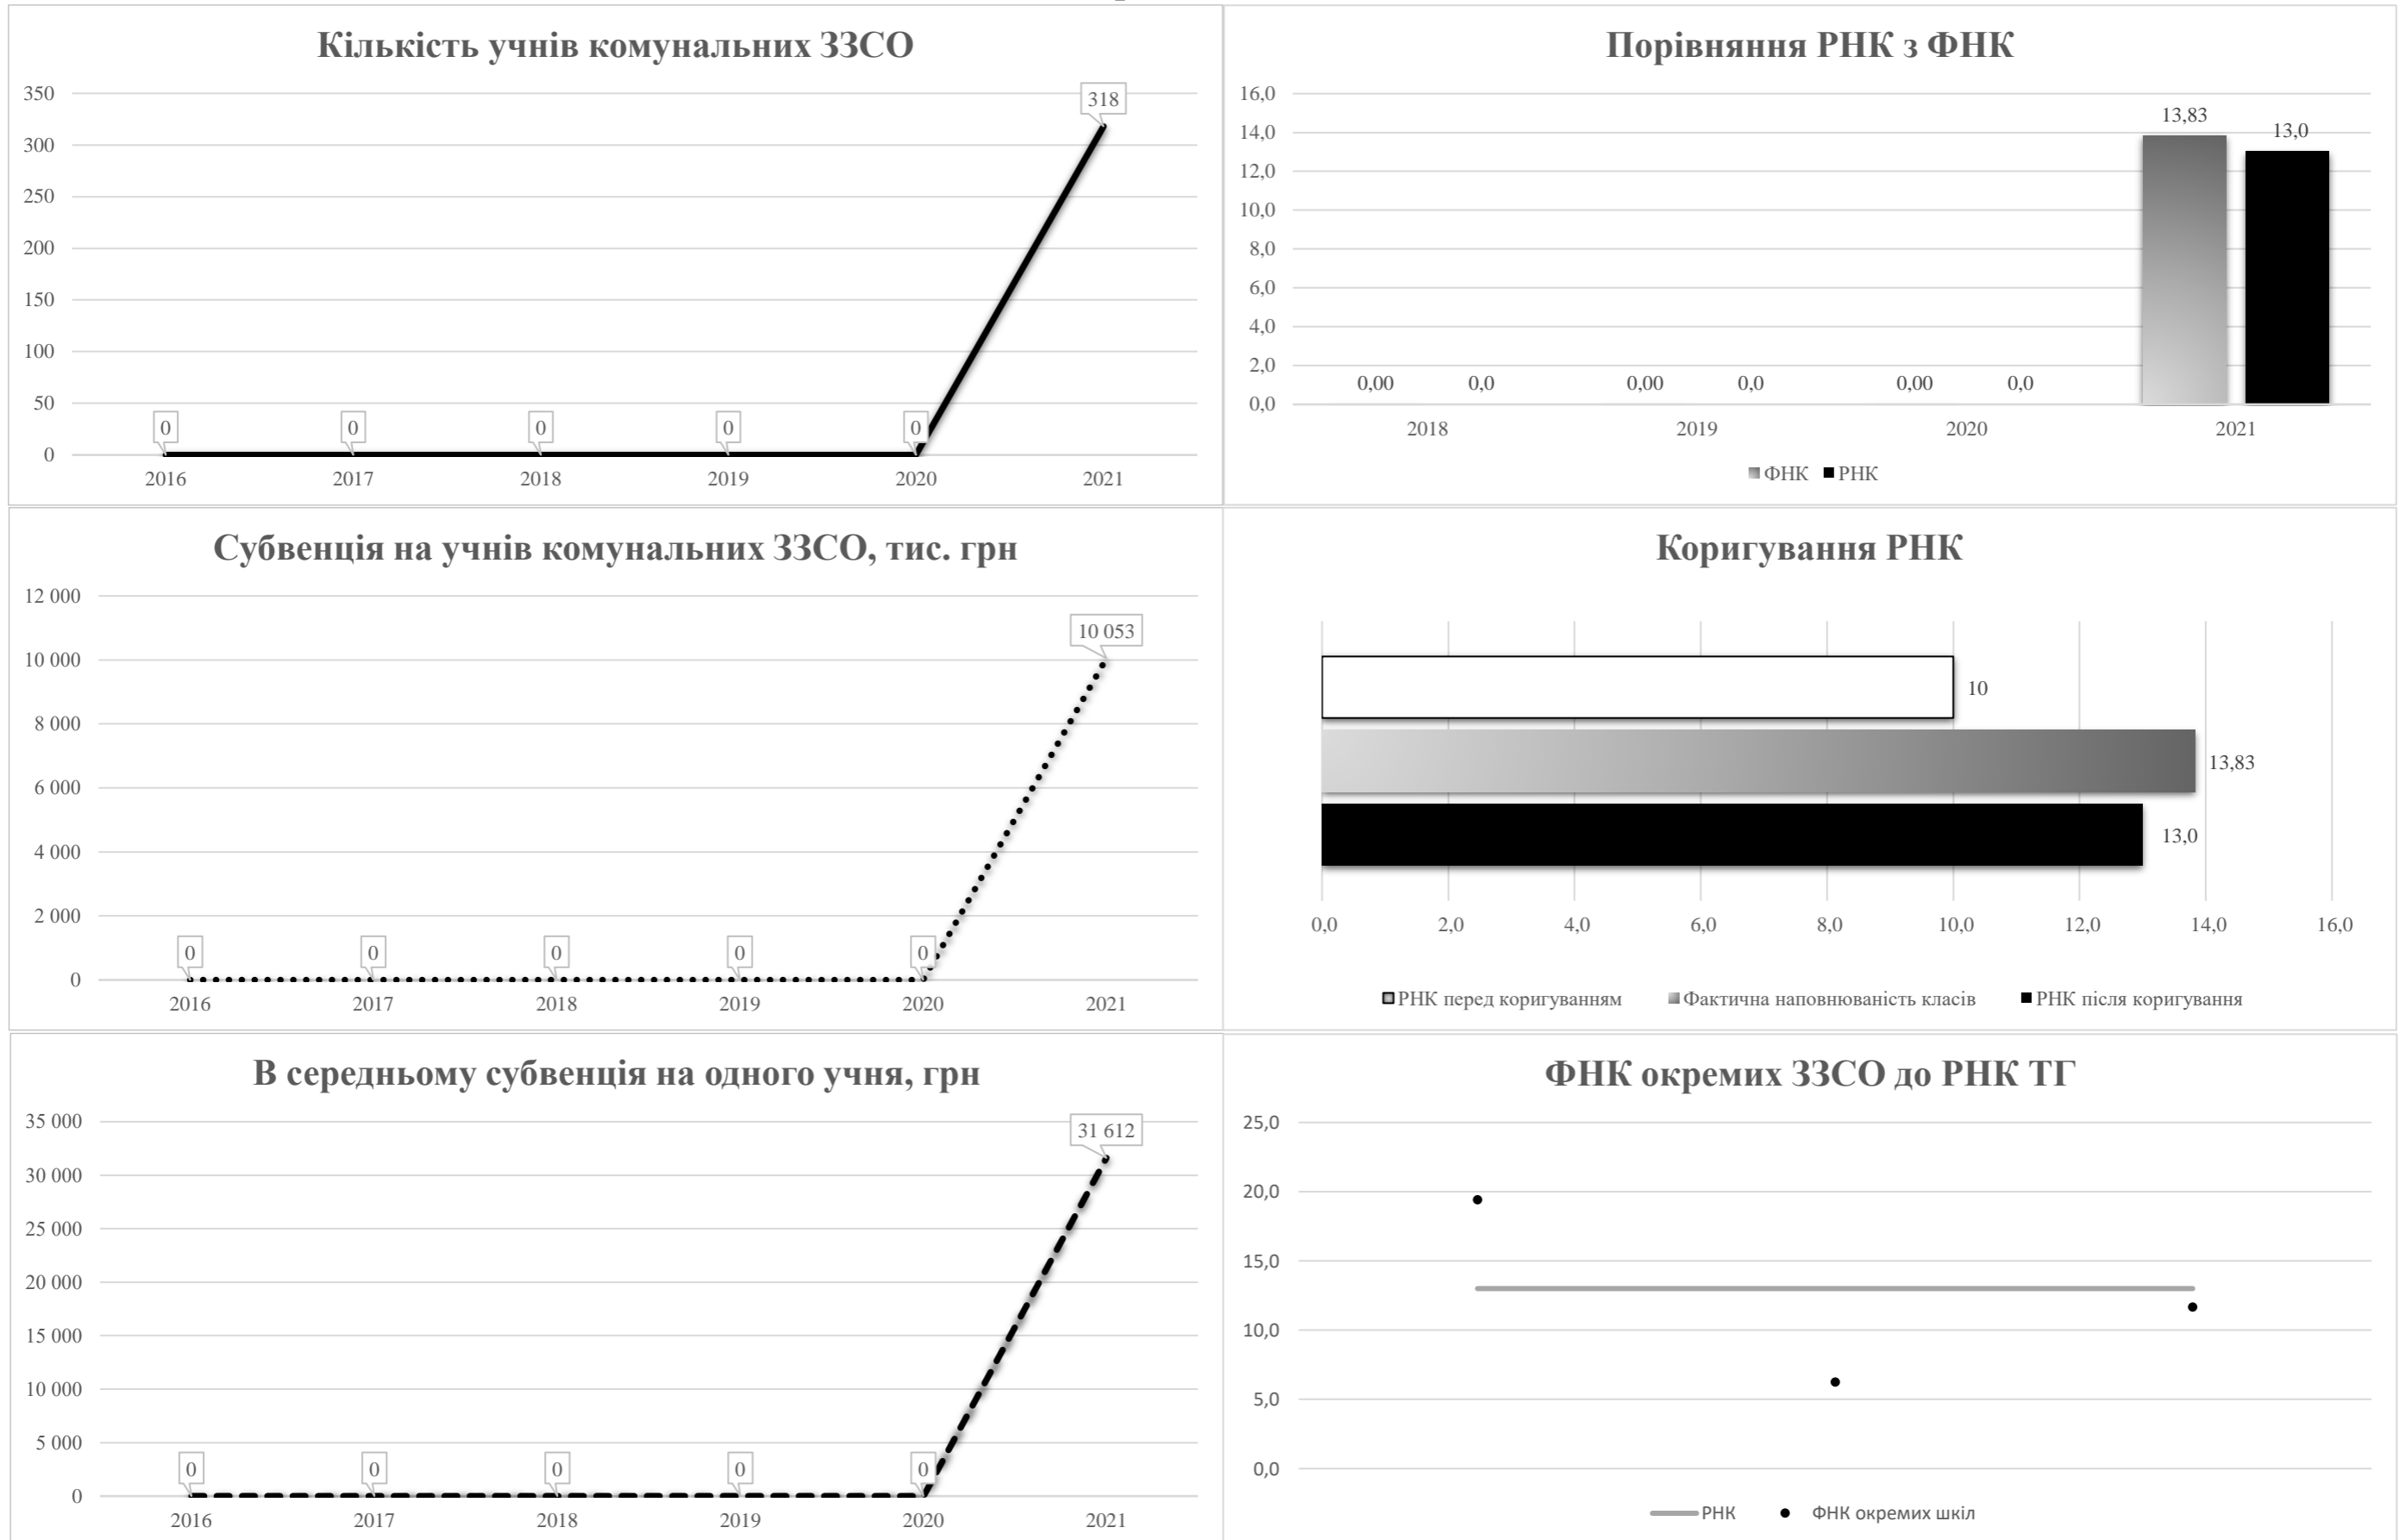 Кількість учнів комунальних ЗЗСО
350
300
250
200
150
100
50
0
0 0 0 0 0 318
2016 2017 2018 2019 2020 2021
Порівняння РНК з ФНК
16,0
14,0
12,0
10,0
8,0
6,0
4,0
2,0
0,0
0,00 0,0 0,00 0,0 0,00 0,0 13,83 13,0
2018 2019 2020 2021
ФНК РНК
Субвенція на учнів комунальних ЗЗСО, тис. грн
12 000
10 000
8 000
6 000
4 000
2 000
0
0 0 0 0 0 10 053
2016 2017 2018 2019 2020 2021
Коригування РНК
10
13,83
13,0
0,0 2,0 4,0 6,0 8,0 10,0 12,0 14,0 16,0
РНК перед коригуванням Фактична наповнюваність класів РНК після коригування
В середньому субвенція на одного учня, грн
35 000
30 000
25 000
20 000
15 000
10 000
5 000
0
0 0 0 0 0 31 612
2016 2017 2018 2019 2020 2021
ФНК окремих ЗЗСО до РНК ТГ
25,0
20,0
15,0
10,0
5,0
0,0
РНК ФНК окремих шкіл